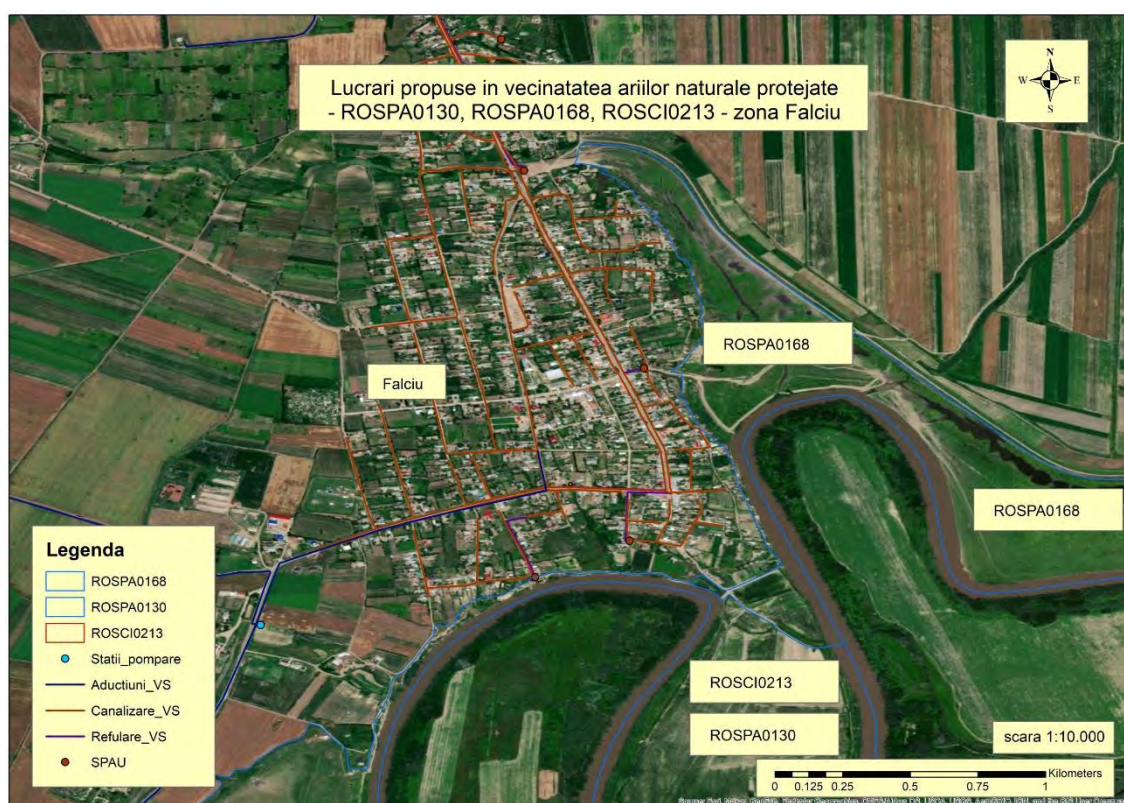 Lucrari propuse in vecinatatea ariilor naturale protejate
- ROSPA0130, ROSPA0168, ROSCI0213 - zona Falciu
N
W E
S
ROSPA0168
Falciu
ROSPA0168
Legenda
ROSPA0168
ROSPA0130
ROSCI0213
Statii_pompare
Aductiuni_VS
Canalizare_VS
Refulare_VS
SPAU
ROSCI0213
ROSPA0130
scara 1:10.000
Kilometers
0 0.125 0.25 0.5 0.75 1